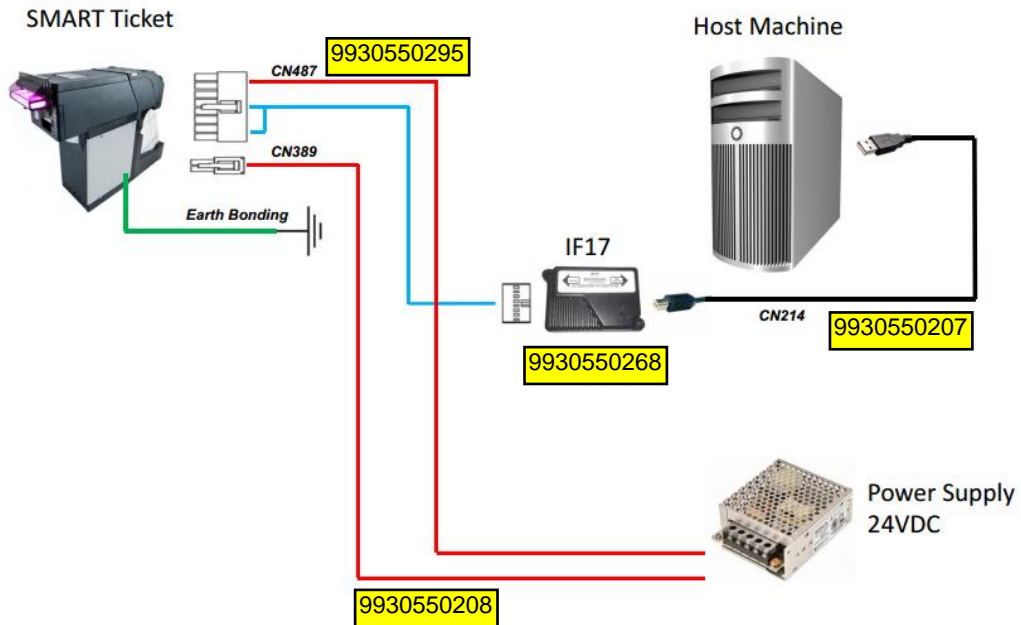 SMART Ticket
Host Machine
9930550295
CN487
CN389
Earth Bonding
IF17
CN214
9930550207
9930550268
Power Supply
24VDC
9930550208